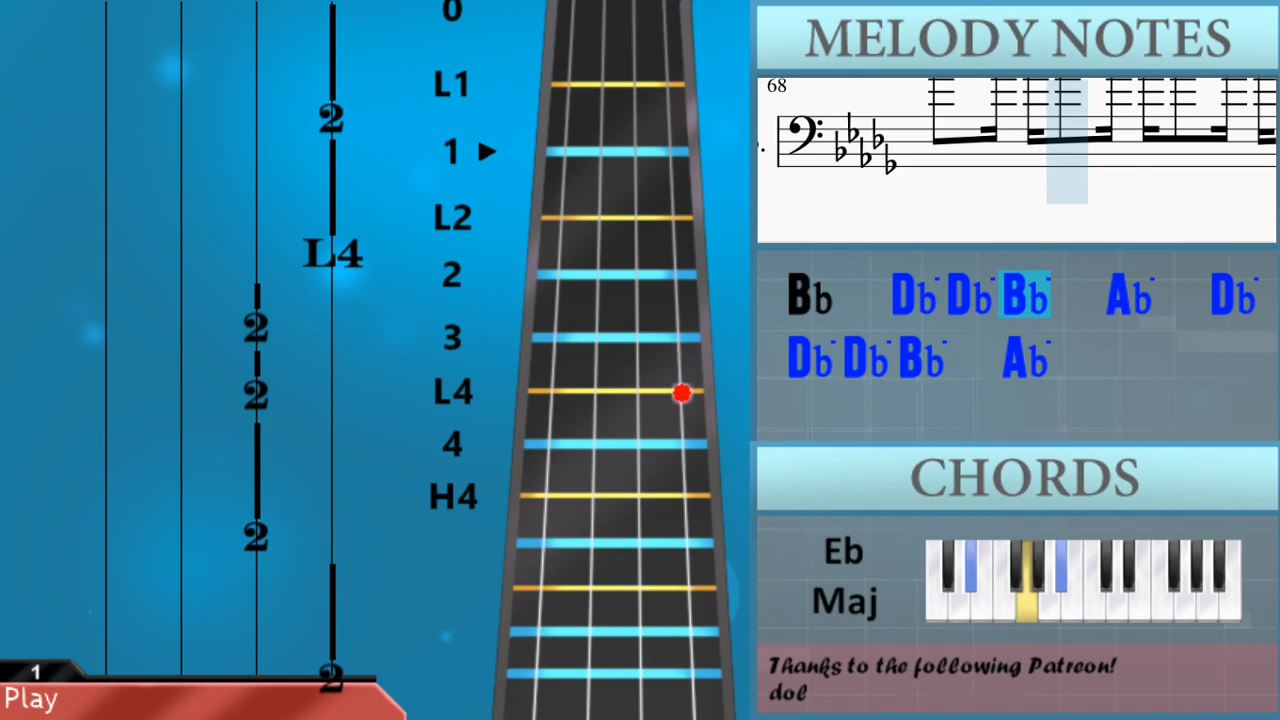 0
L1
1
L2
2
3
L4
4
H4
2
L4
2
2
2
2
1
Play
MELODY NOTES
68
Bb Db Db Bb Ab Db
Db Db Bb Ab
CHORDS
Eb
Maj
Thanks to the following Patreon!
dol